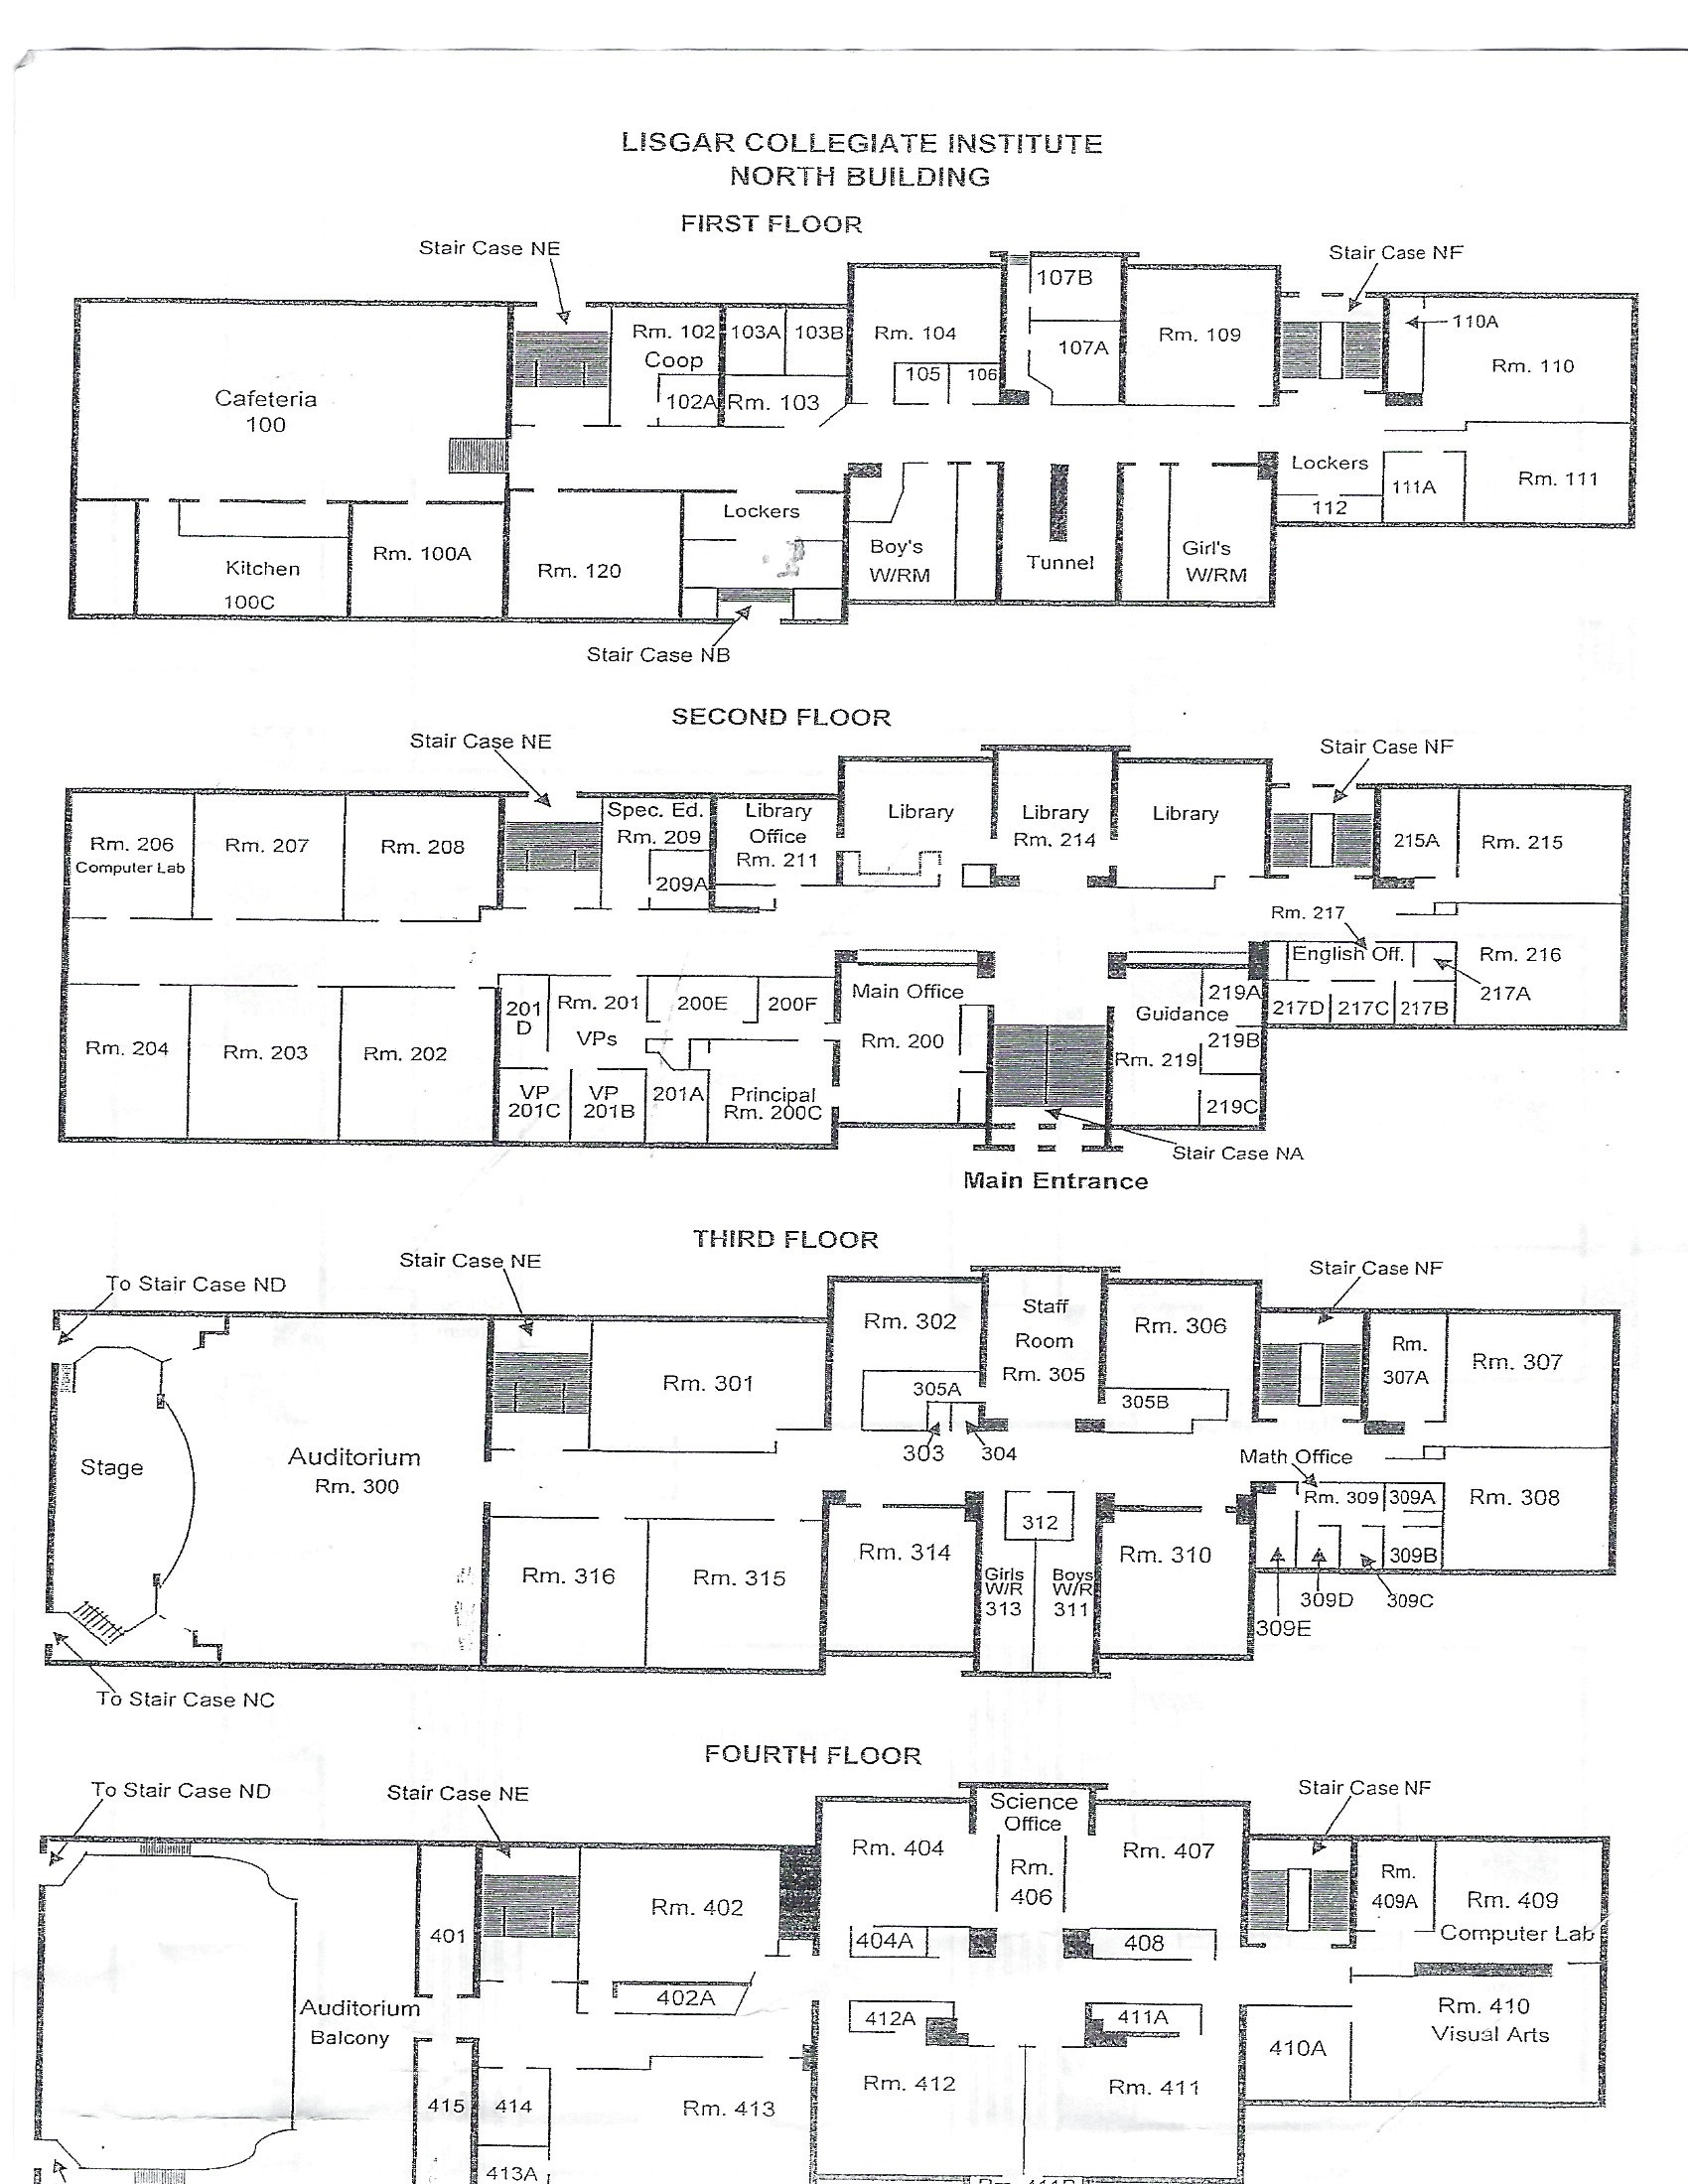 LISGAR COLLEGIATE INSTITUTE
NORTH BUILDING
FIRST FLOOR
Stair Case NE
Stair Case NF
Cafeteria
100
Rm. 102
Coop
102A
103A
103B
Rm. 103
Rm. 104
105
106
107B
107A
Rm. 109
110A
Rm. 110
Kitchen
100C
Rm. 100A
Rm. 120
Lockers
Boy's
W/RM
Tunnel
Girl's
W/RM
Lockers
112
111A
Rm. 111
Stair Case NB
SECOND FLOOR
Stair Case NE
Stair Case NF
Rm. 206
Computer Lab
Rm. 207
Rm. 208
Spec. Ed.
Rm. 209
209A
Library
Office
Rm. 211
Library
Library
Rm. 214
Library
215A
Rm. 215
Rm. 217
English Off.
Rm. 216
217A
217D
217C
217B
Rm. 204
Rm. 203
Rm. 202
201
D
Rm. 201
VPs
200E
200F
VP
201C
VP
201B
201A
Principal
Rm. 200C
Main Office
Rm. 200
219A
Guidance
219B
Rm. 219
219C
Stair Case NA
Main Entrance
THIRD FLOOR
To Stair Case ND
Stair Case NE
Stair Case NF
Stage
Auditorium
Rm. 300
Rm. 301
Rm. 302
305A
303
304
Staff
Room
Rm. 305
Rm. 306
305B
Rm.
307A
Rm. 307
Math Office
Rm. 309
309A
309B
Rm. 308
309D
309C
309E
Rm. 316
Rm. 315
Rm. 314
312
Girls
W/R
313
Boys
W/R
311
Rm. 310
To Stair Case NC
FOURTH FLOOR
To Stair Case ND
Stair Case NE
Stair Case NF
Auditorium
Balcony
401
Rm. 402
402A
Rm. 404
404A
Science
Office
Rm.
406
Rm. 407
408
Rm.
409A
Rm. 409
Computer Lab
412A
411A
Rm. 410
Visual Arts
410A
415
414
413A
Rm. 413
Rm. 412
Rm. 411